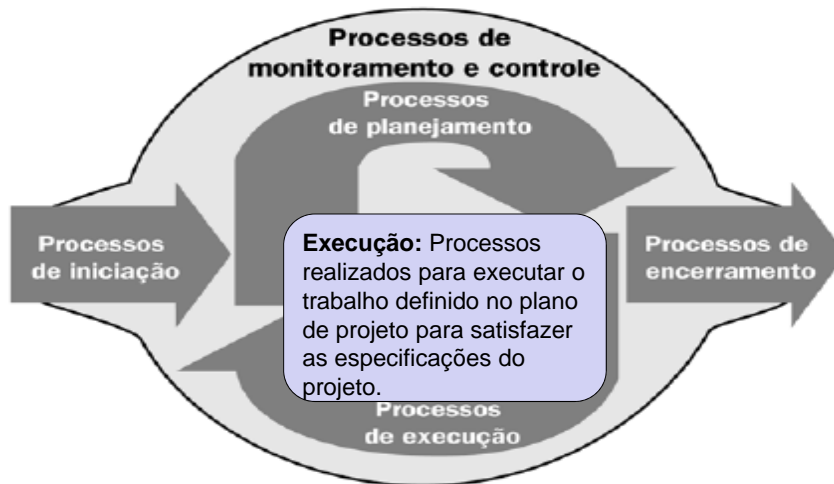 Processos de
monitoramento e controle
Processos
de planejamento
Processos
de iniciação
Execução: Processos
realizados para executar o
trabalho definido no plano
de projeto para satisfazer
as especificações do
projeto.
Processos de
encerramento
Processos
de execução